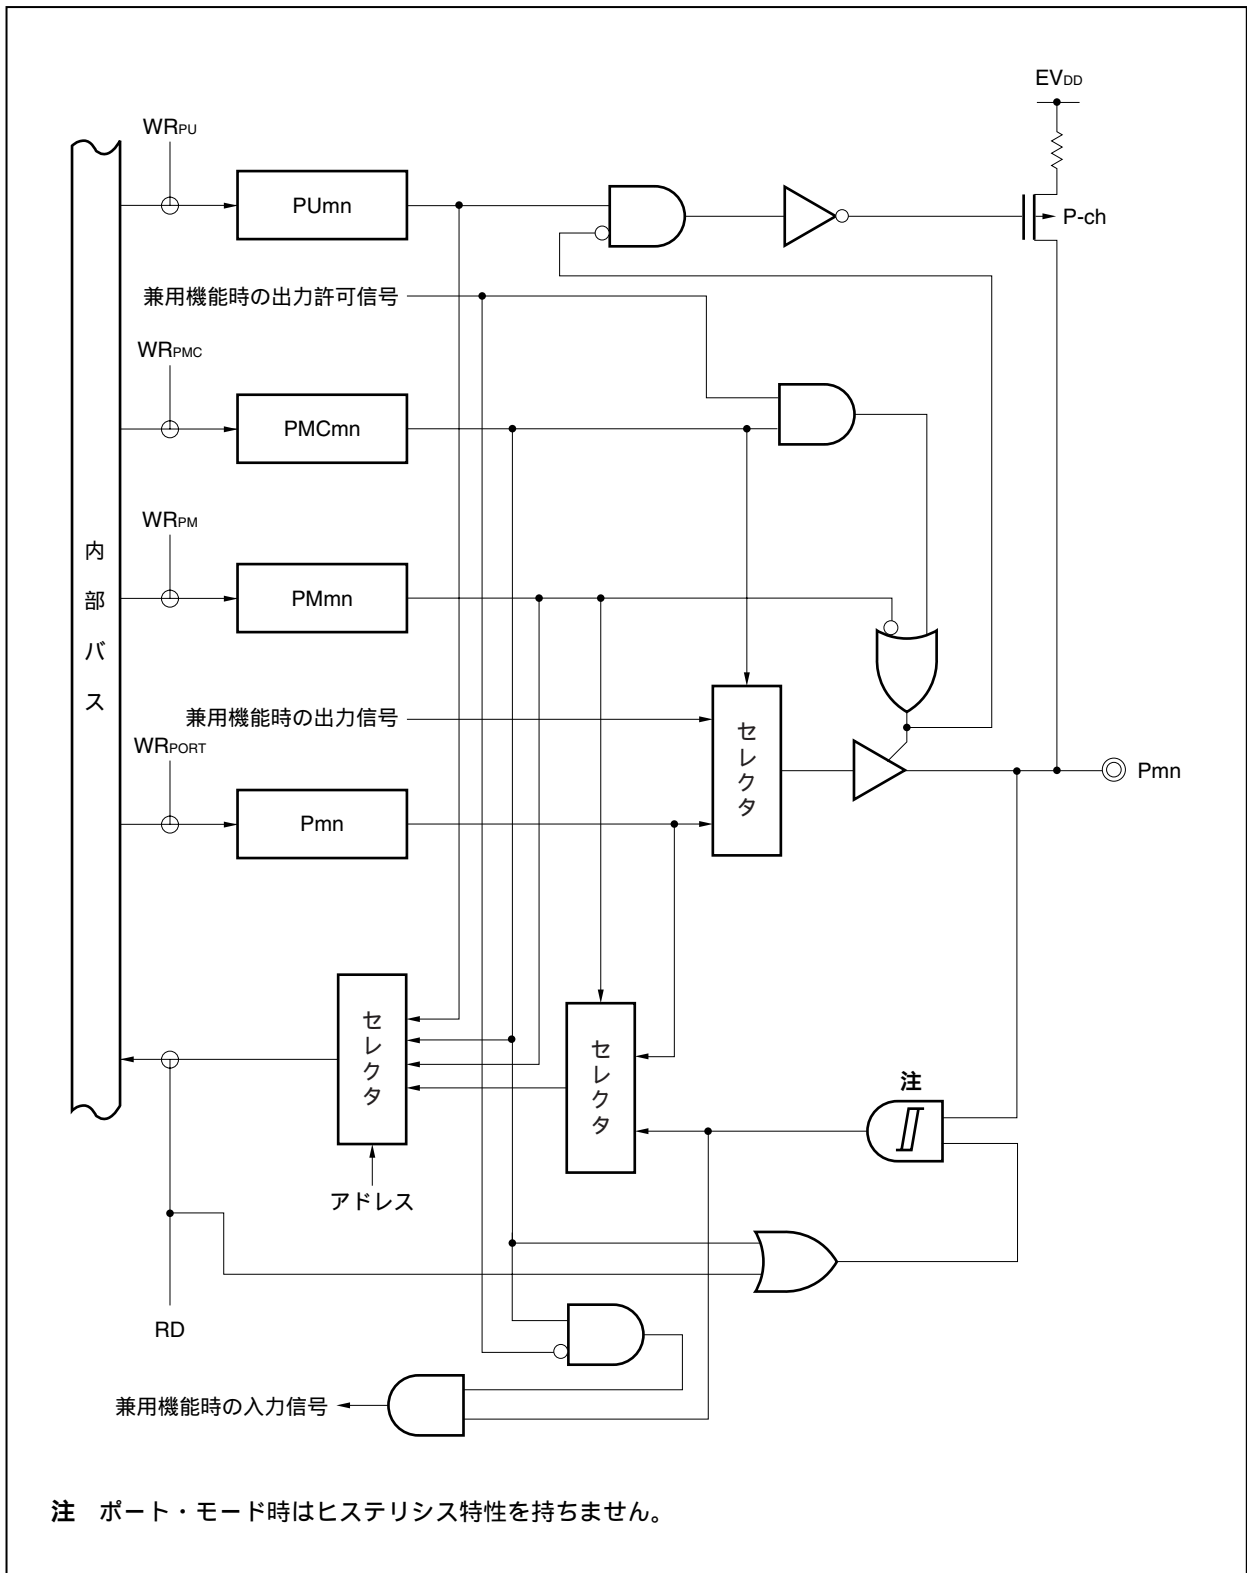 EVDD
WRPU
PUmn
P-ch
兼用機能時の出力許可信号
WRPMC
PMCmn
WRPM
内部バス
PMmn
兼用機能時の出力信号
セレクタ
WRPORT
Pmn
Pmn
セレクタ
セレクタ
注
アドレス
RD
兼用機能時の入力信号
注 ポート・モード時はヒステリシス特性を持ちません。